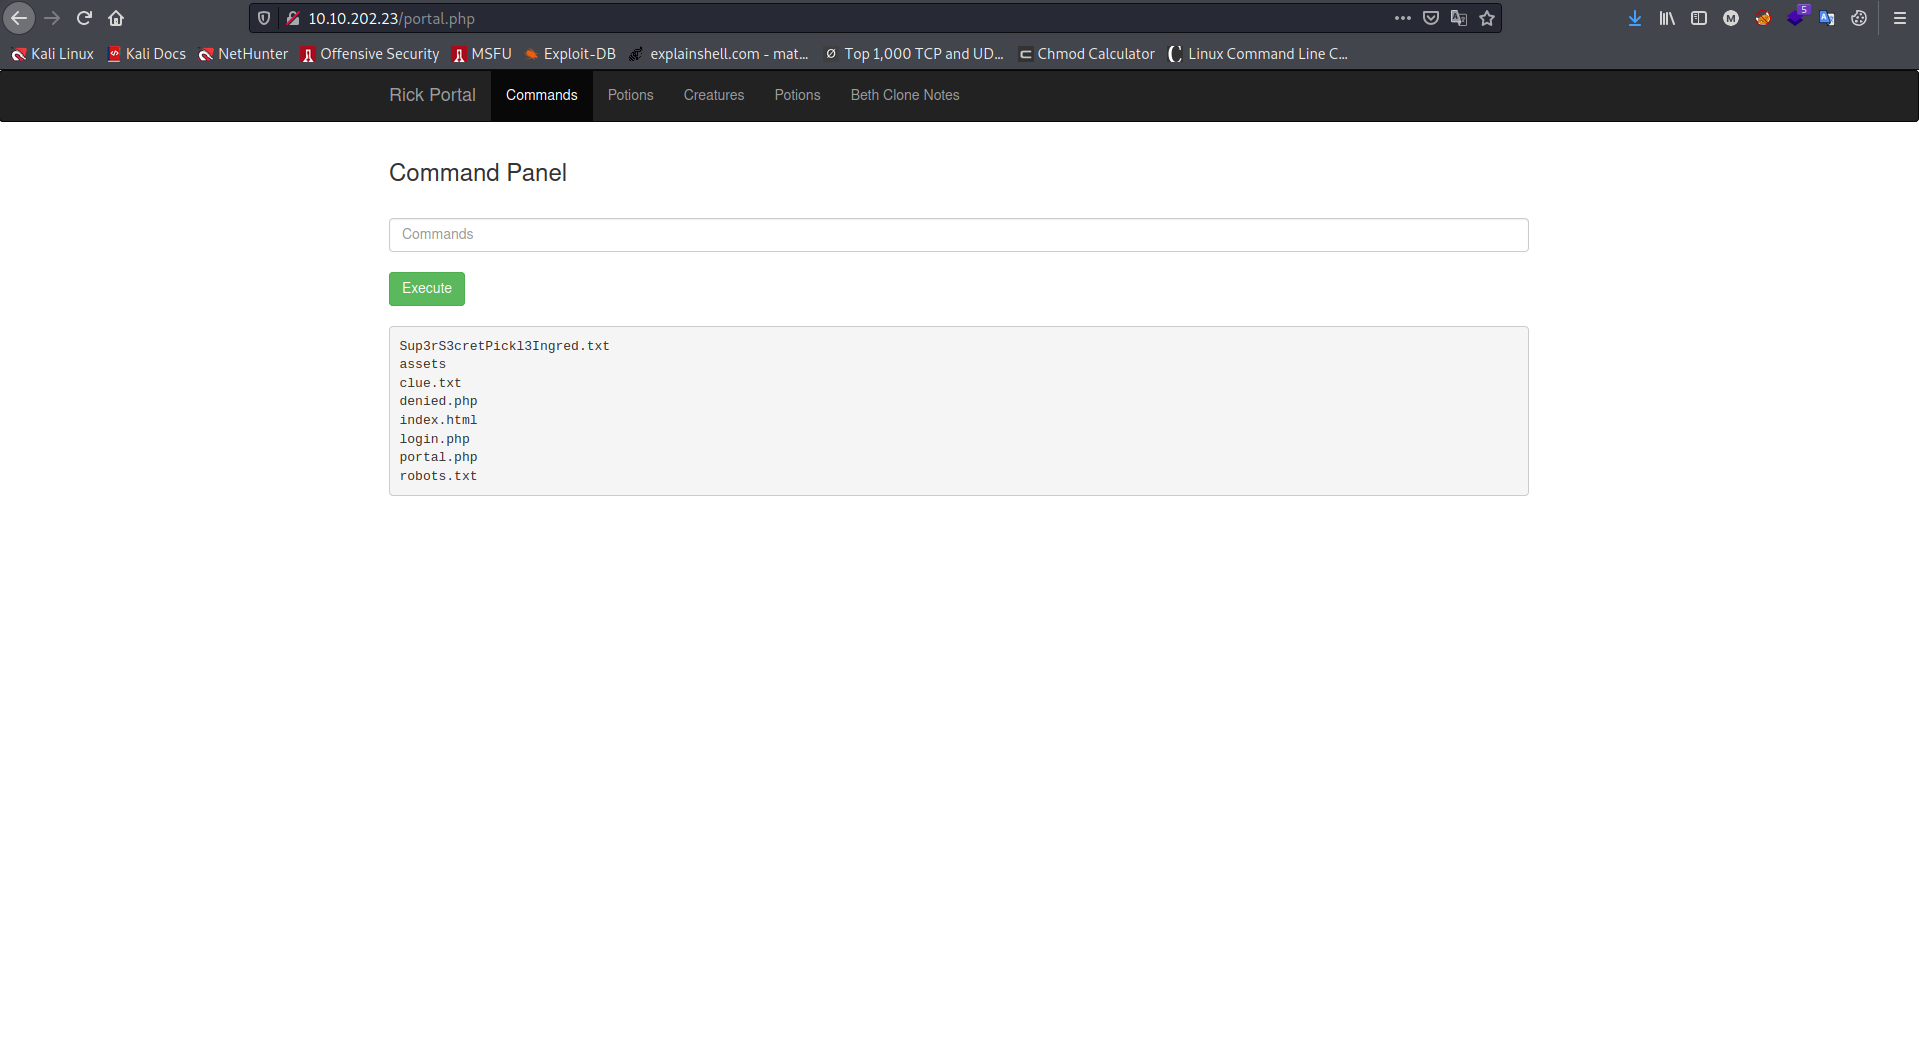 10.10.202.23/portal.php
5
Kali Linux Kali Docs NetHunter Offensive Security MSFU Exploit-DB explainshell.com - mat... Top 1,000 TCP and UD... Chmod Calculator Linux Command Line C...
Rick Portal Commands Potions Creatures Potions Beth Clone Notes
Command Panel
Commands
Execute
Sup3rS3cretPickl3Ingred.txt
assets
clue.txt
denied.php
index.html
login.php
portal.php
robots.txt